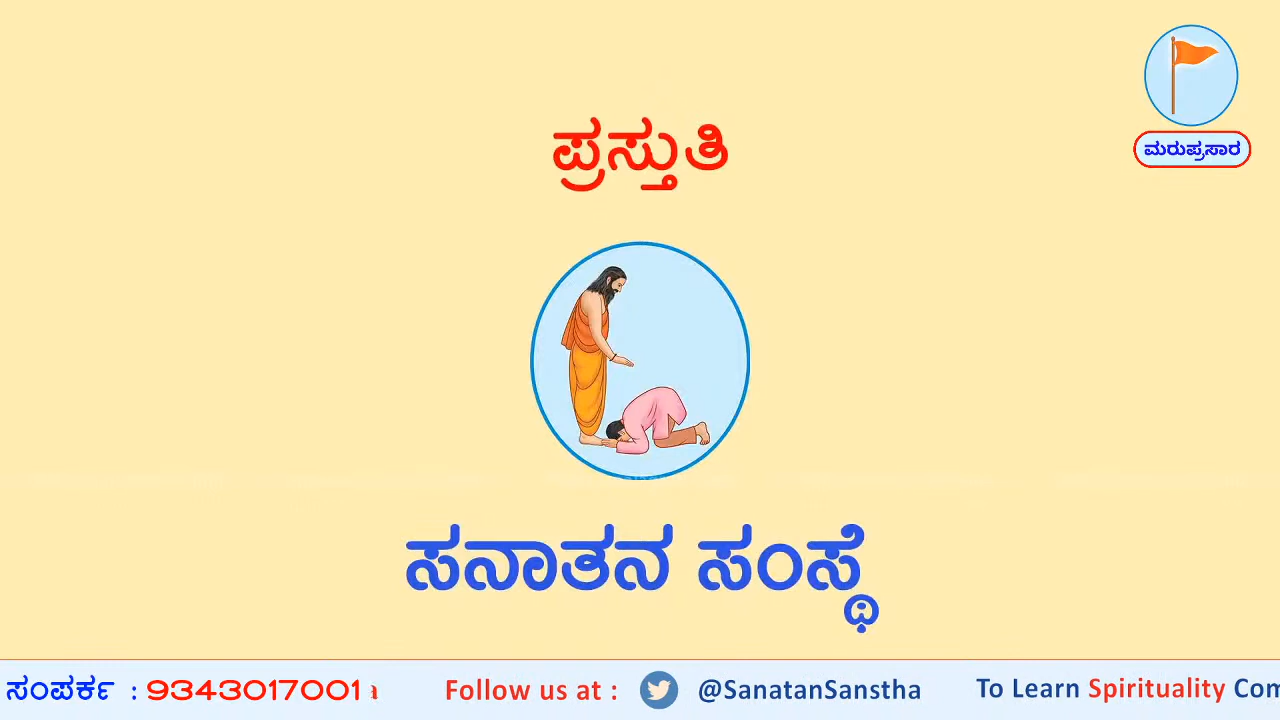 ಪ್ರಸ್ತುತಿ
ಮರುಪ್ರಸಾರ
ಸನಾತನ ಸಂಸ್ಥೆ
ಸಂಪರ್ಕ : 9343017001 Follow us at : @SanatanSanstha To Learn Spirituality